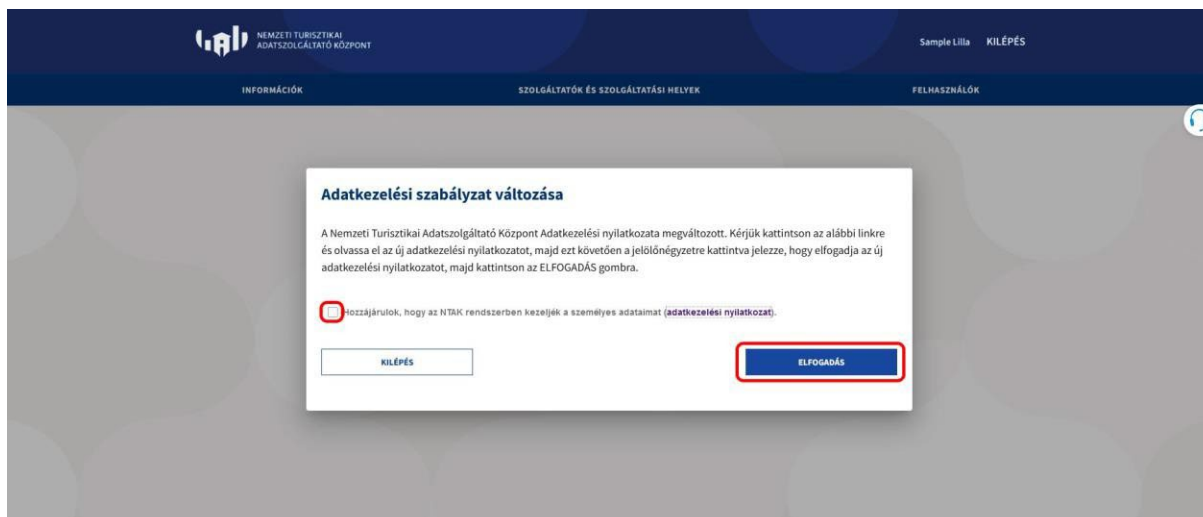 NEMZETI TURISZTIKAI
ADATSZOLGÁLTATÓ KÖZPONT
Sample Lilla KILÉPÉS
INFORMÁCIÓK SZOLGÁLTATÓK ÉS SZOLGÁLTATÁSI HELYEK FELHASZNÁLÓK
Adatkezelési szabályzat változása
A Nemzeti Turisztikai Adatszolgáltató Központ Adatkezelési nyilatkozata megváltozott. Kérjük kattintson az alábbi linkre
és olvassa el az új adatkezelési nyilatkozatot, majd ezt követően a jelölőnégyzetre kattintva jelezze, hogy elfogadja az új
adatkezelési nyilatkozatot, majd kattintson az ELFOGADÁS gombra.
Hozzájárulok, hogy az NTAK rendszerben kezeljék a személyes adataimat (adatkezelési nyilatkozat).
KILÉPÉS ELFOGADÁS